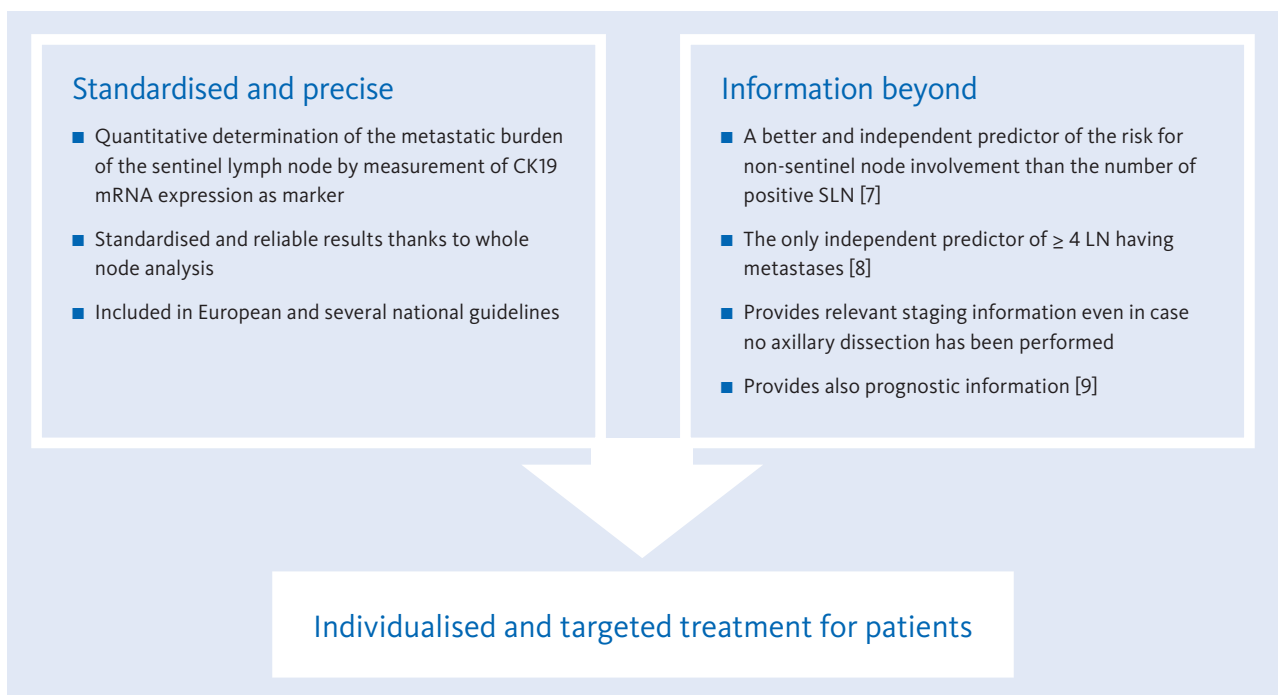 Standardised and precise
■ Quantitative determination of the metastatic burden
of the sentinel lymph node by measurement of CK19
mRNA expression as marker
■ Standardised and reliable results thanks to whole
node analysis
■ Included in European and several national guidelines
Information beyond
■ A better and independent predictor of the risk for
non-sentinel node involvement than the number of
positive SLN [7]
■ The only independent predictor of ≥ 4 LN having
metastases [8]
■ Provides relevant staging information even in case
no axillary dissection has been performed
■ Provides also prognostic information [9]
Individualised and targeted treatment for patients